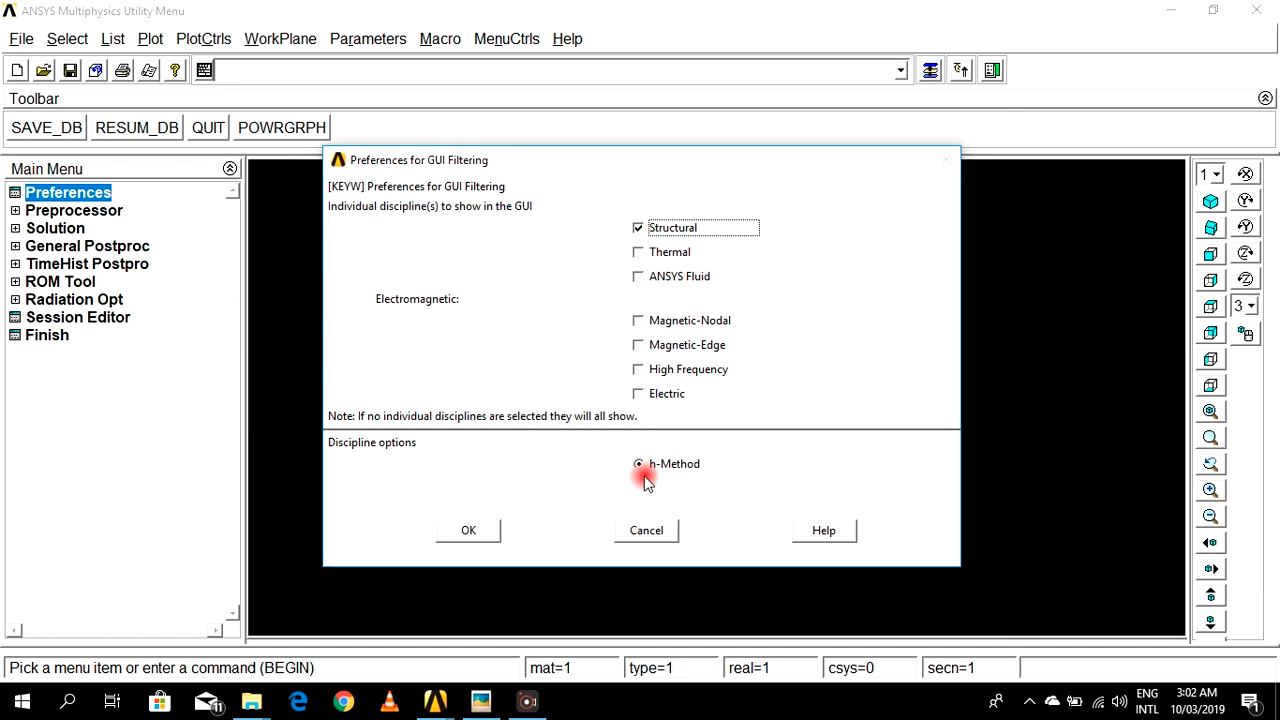 ANSYS Multiphysics Utility Menu
File Select List Plot PlotCtrls WorkPlane Parameters Macro MenuCtrls Help
?
Toolbar
SAVE_DB RESUM_DB QUIT POWRGRPH
Main Menu
Preferences
Preprocessor
Solution
General Postproc
TimeHist Postpro
ROM Tool
Radiation Opt
Session Editor
Finish
Preferences for GUI Filtering
[KEYW] Preferences for GUI Filtering
Individual discipline(s) to show in the GUI
Structural
Thermal
ANSYS Fluid
Electromagnetic:
Magnetic-Nodal
Magnetic-Edge
High Frequency
Electric
Note: If no individual disciplines are selected they will all show.
Discipline options
h-Method
OK Cancel Help
1
X
Y
Y
Z
Z
3
Pick a menu item or enter a command (BEGIN) mat=1 type=1 real=1 csys=0 secn=1
11
ENG 3:02 AM
INTL 10/03/2019
1